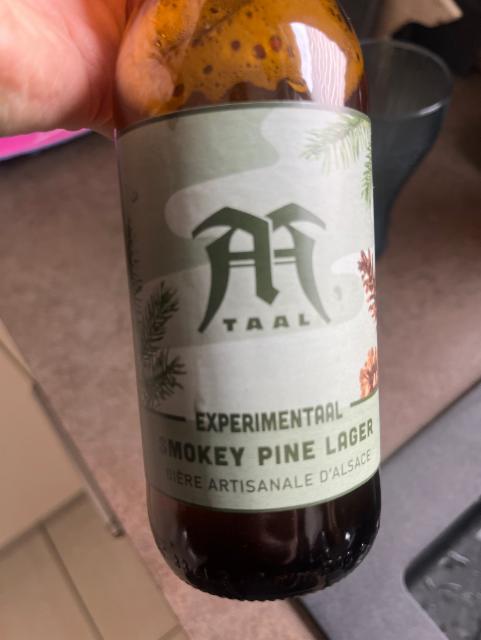 TAAL
EXPERIMENTAAL
SMOKEY PINE LAGER
BIÈRE ARTISANALE D'ALSACE